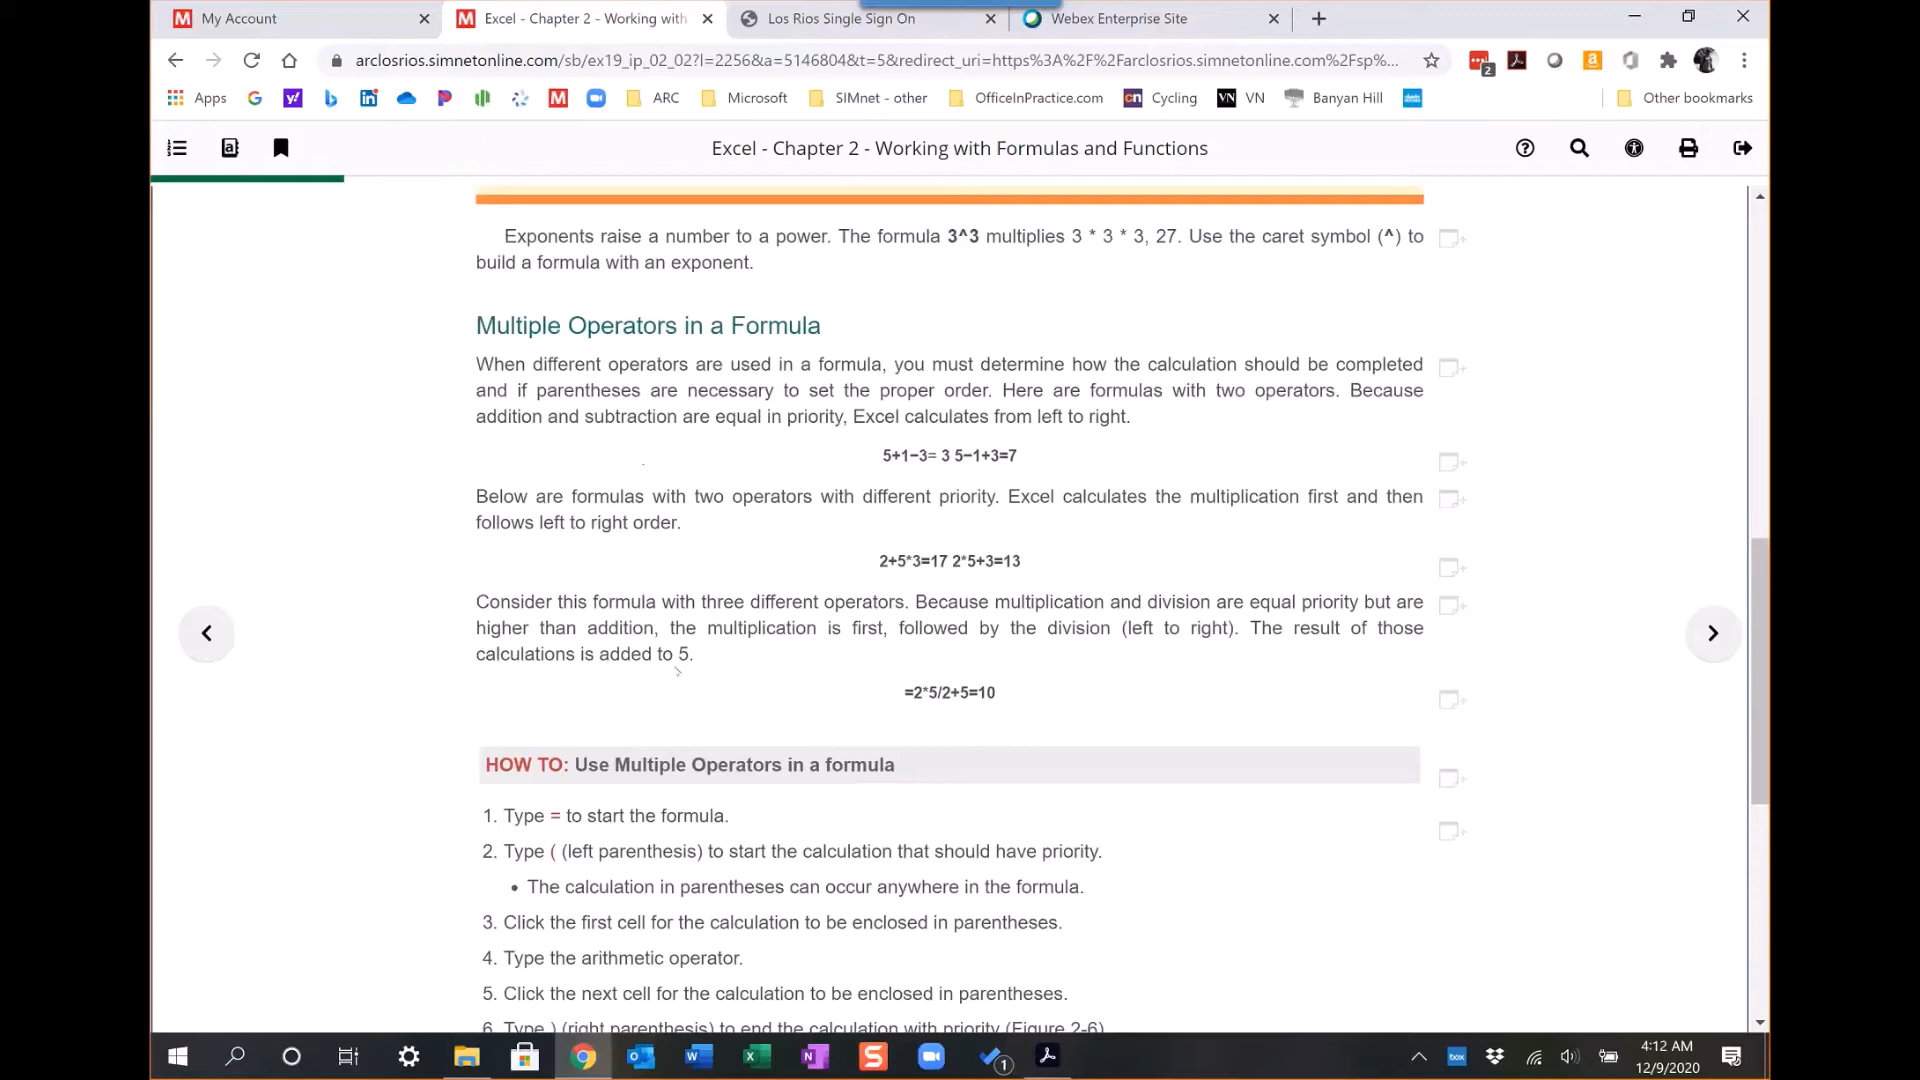 My Account
Excel - Chapter 2 - Working with
Los Rios Single Sign On
Webex Enterprise Site
arclosrios.simnetonline.com/sb/ex19_ip_02_02?l=2256&a=5146804&t=5&redirect_uri=https%3A%2F%2Farclosrios.simnetonline.com%2Fsp%...
2
Apps
ARC
Microsoft
SIMnet - other
OfficeInPractice.com
Cycling
VN
Banyan Hill
Other bookmarks
Excel - Chapter 2 - Working with Formulas and Functions
Exponents raise a number to a power. The formula 3^3 multiplies 3 * 3 * 3, 27. Use the caret symbol (^) to
build a formula with an exponent.
Multiple Operators in a Formula
When different operators are used in a formula, you must determine how the calculation should be completed
and if parentheses are necessary to set the proper order. Here are formulas with two operators. Because
addition and subtraction are equal in priority, Excel calculates from left to right.
5+1−3= 3 5−1+3=7
Below are formulas with two operators with different priority. Excel calculates the multiplication first and then
follows left to right order.
2+5*3=17 2*5+3=13
Consider this formula with three different operators. Because multiplication and division are equal priority but are
higher than addition, the multiplication is first, followed by the division (left to right). The result of those
calculations is added to 5.
=2*5/2+5=10
HOW TO: Use Multiple Operators in a formula
1. Type = to start the formula.
2. Type ( (left parenthesis) to start the calculation that should have priority.
• The calculation in parentheses can occur anywhere in the formula.
3. Click the first cell for the calculation to be enclosed in parentheses.
4. Type the arithmetic operator.
5. Click the next cell for the calculation to be enclosed in parentheses.
6. Type ) (right parenthesis) to end the calculation with priority (Figure 2-6)
4:12 AM
12/9/2020